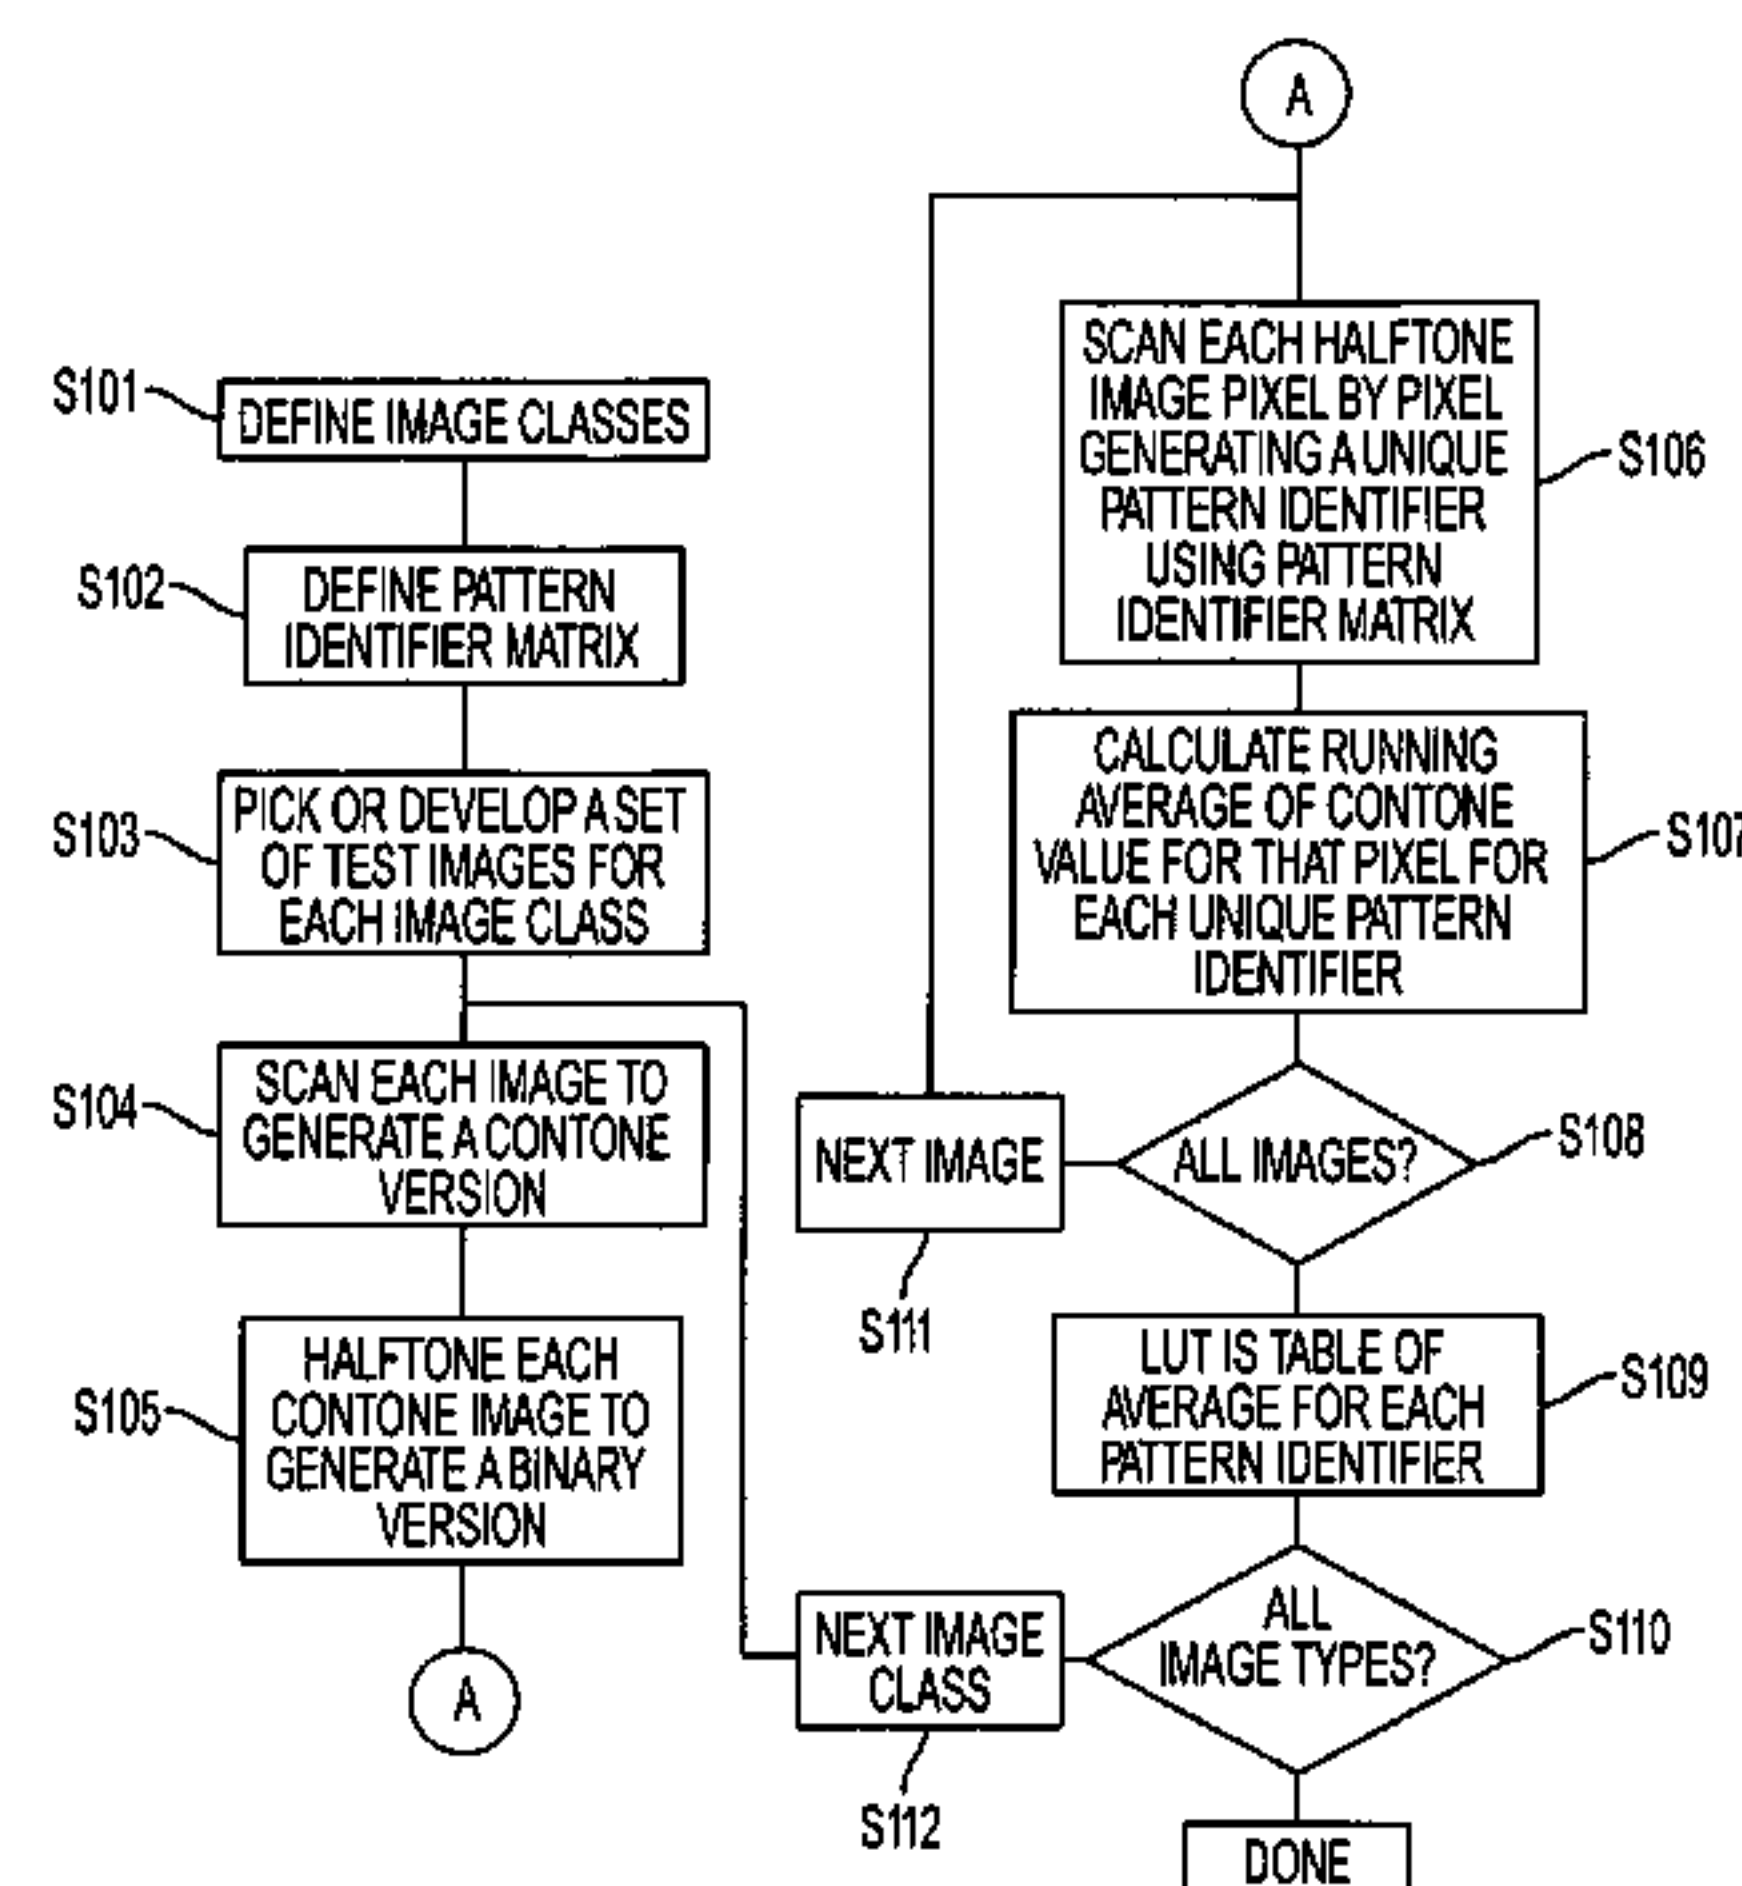 S101
DEFINE IMAGE CLASSES
S102
DEFINE PATTERN
IDENTIFIER MATRIX
S103
PICK OR DEVELOP A SET
OF TEST IMAGES FOR
EACH IMAGE CLASS
S104
SCAN EACH IMAGE TO
GENERATE A CONTONE
VERSION
S105
HALFTONE EACH
CONTONE IMAGE TO
GENERATE A BINARY
VERSION
A
A
SCAN EACH HALFTONE
IMAGE PIXEL BY PIXEL
GENERATING A UNIQUE
PATTERN IDENTIFIER
USING PATTERN
IDENTIFIER MATRIX
S106
CALCULATE RUNNING
AVERAGE OF CONTONE
VALUE FOR THAT PIXEL FOR
EACH UNIQUE PATTERN
IDENTIFIER
S107
ALL IMAGES?
S108
NEXT IMAGE
S111
LUT IS TABLE OF
AVERAGE FOR EACH
PATTERN IDENTIFIER
S109
ALL
IMAGE TYPES?
S110
NEXT IMAGE
CLASS
S112
DONE